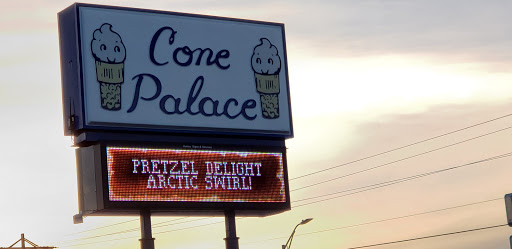 Cone
Palace
PRETZEL DELIGHT
ARCTIC SWIRL!